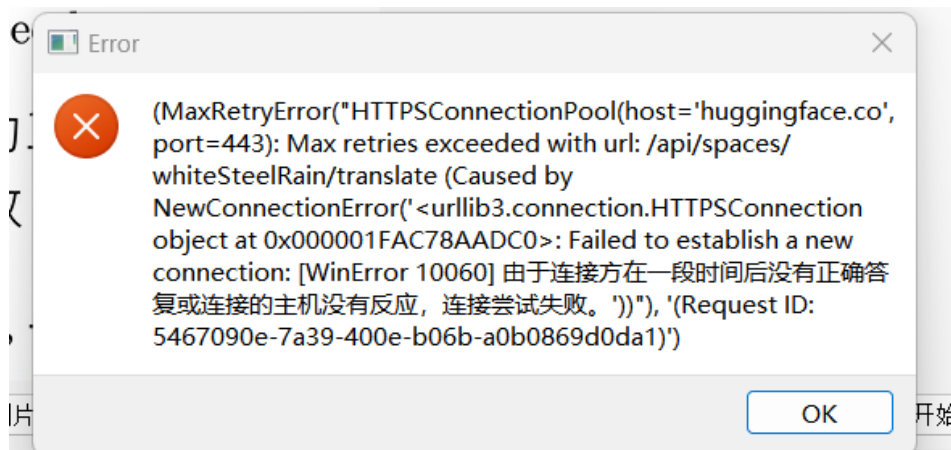 Error
(MaxRetryError("HTTPSConnectionPool(host='huggingface.co',
port=443): Max retries exceeded with url: /api/spaces/
whiteSteelRain/translate (Caused by
NewConnectionError('<urllib3.connection.HTTPSConnection
object at 0x000001FAC78AADC0>: Failed to establish a new
connection: [WinError 10060] 由于连接方在一段时间后没有正确答
复或连接的主机没有反应，连接尝试失败。'))"), '(Request ID:
5467090e-7a39-400e-b06b-a0b0869d0da1)')
片
OK
开始